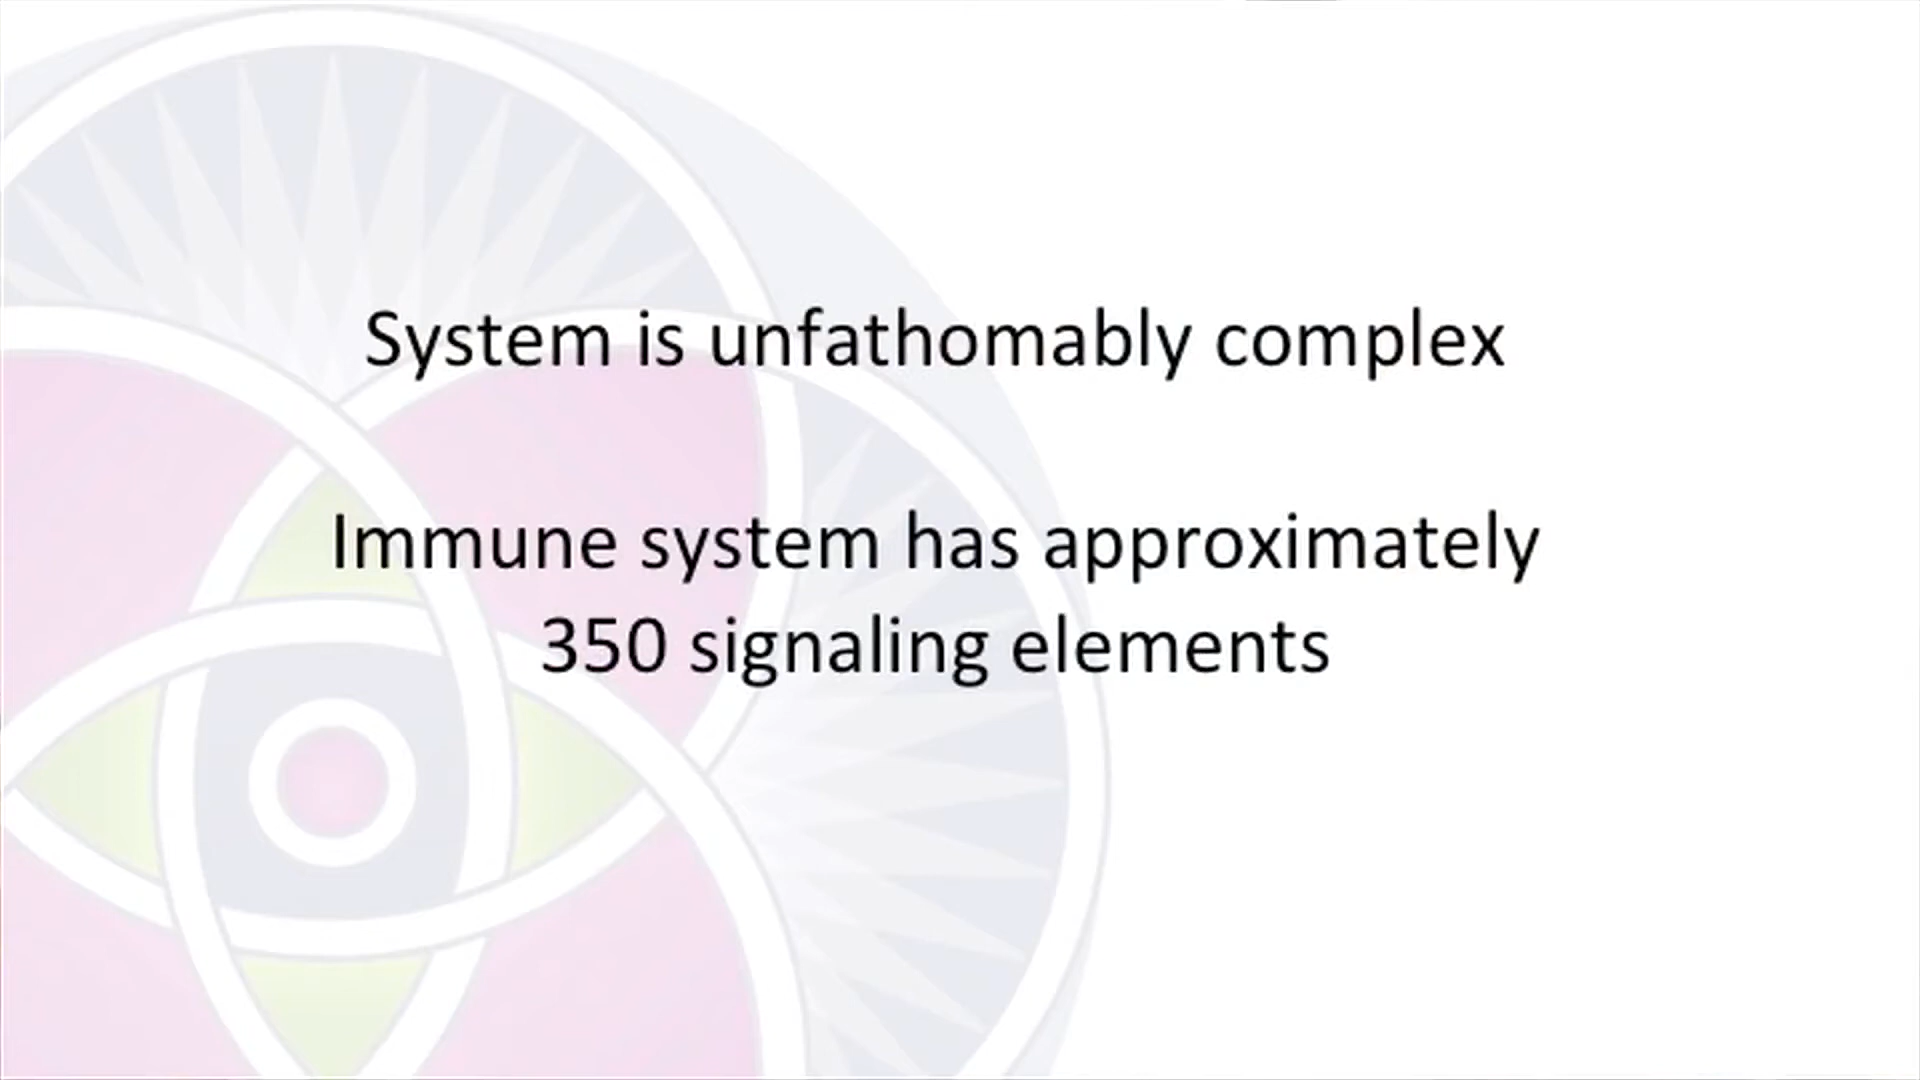 System is unfathomably complex
Immune system has approximately
350 signaling elements